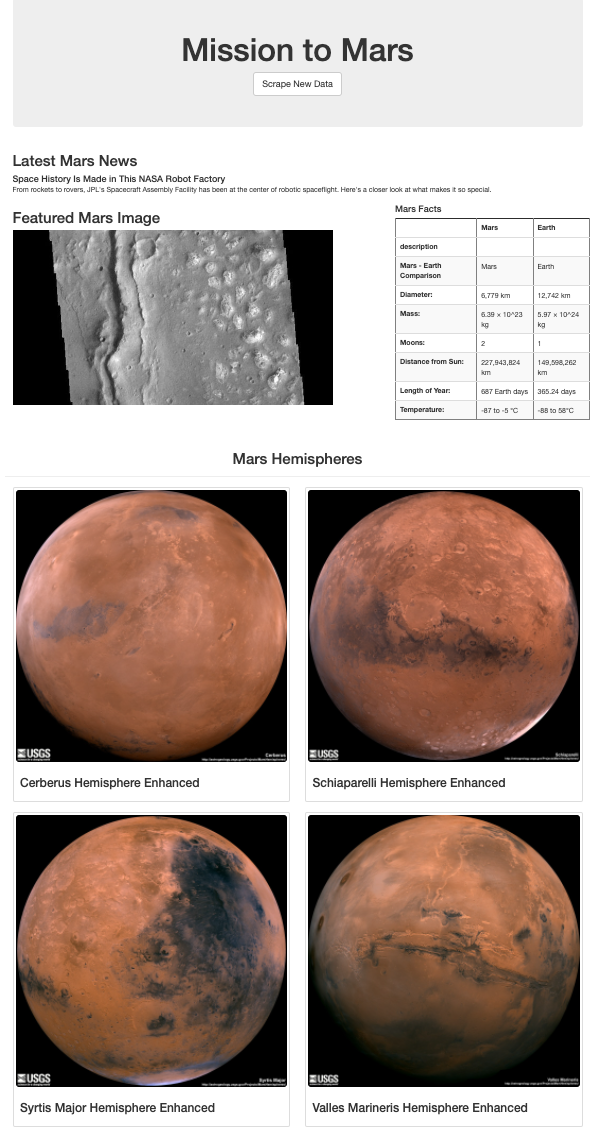 Mission to Mars
Scrape New Data
Latest Mars News
Space History Is Made in This NASA Robot Factory
From rockets to rovers, JPL's Spacecraft Assembly Facility has been at the center of robotic spaceflight. Here's a closer look at what makes it so special.
Featured Mars Image
Mars Facts
Mars Earth
description
Mars - Earth Comparison Mars Earth
Diameter: 6,779 km 12,742 km
Mass: 6.39 × 10^23 kg 5.97 × 10^24 kg
Moons: 2 1
Distance from Sun: 227,943,824 km 149,598,262 km
Length of Year: 687 Earth days 365.24 days
Temperature: -87 to -5 °C -88 to 58°C
Mars Hemispheres
USGS
Cerberus
USGS
Schiaparelli
Cerberus Hemisphere Enhanced
Schiaparelli Hemisphere Enhanced
USGS
Syrtis Major
USGS
Valles Marineris
Syrtis Major Hemisphere Enhanced
Valles Marineris Hemisphere Enhanced